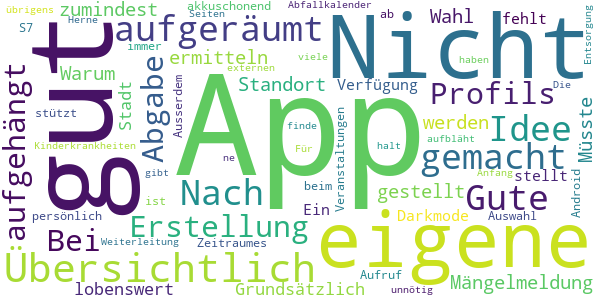 übrigens
zumindest
akkuschonend
Abfallkalender
ab
Wahl
fehlt
S7
Herne
aufgeräumt
Seiten
Nicht
Entsorgung
immer
ermitteln
viele
gut
Warum
Stadt
Abgabe
Ausserdem
externen
App
Standort
Verfügung
haben
Profils
Die
Müsste
aufgehängt
stützt
Kinderkrankheiten
gibt
finde
Für
Veranstaltungen
halt
werden
aufbläht
Idee
gemacht
Anfang
stellt
Android
ist
Nach
ne
beim
gestellt
Gute
persönlich
Bei
Erstellung
Ein
Darkmode
Auswahl
Weiterleitung
Zeitraumes
eigene
Übersichtlich
Aufruf
Mängelmeldung
lobenswert
Grundsätzlich
unnötig